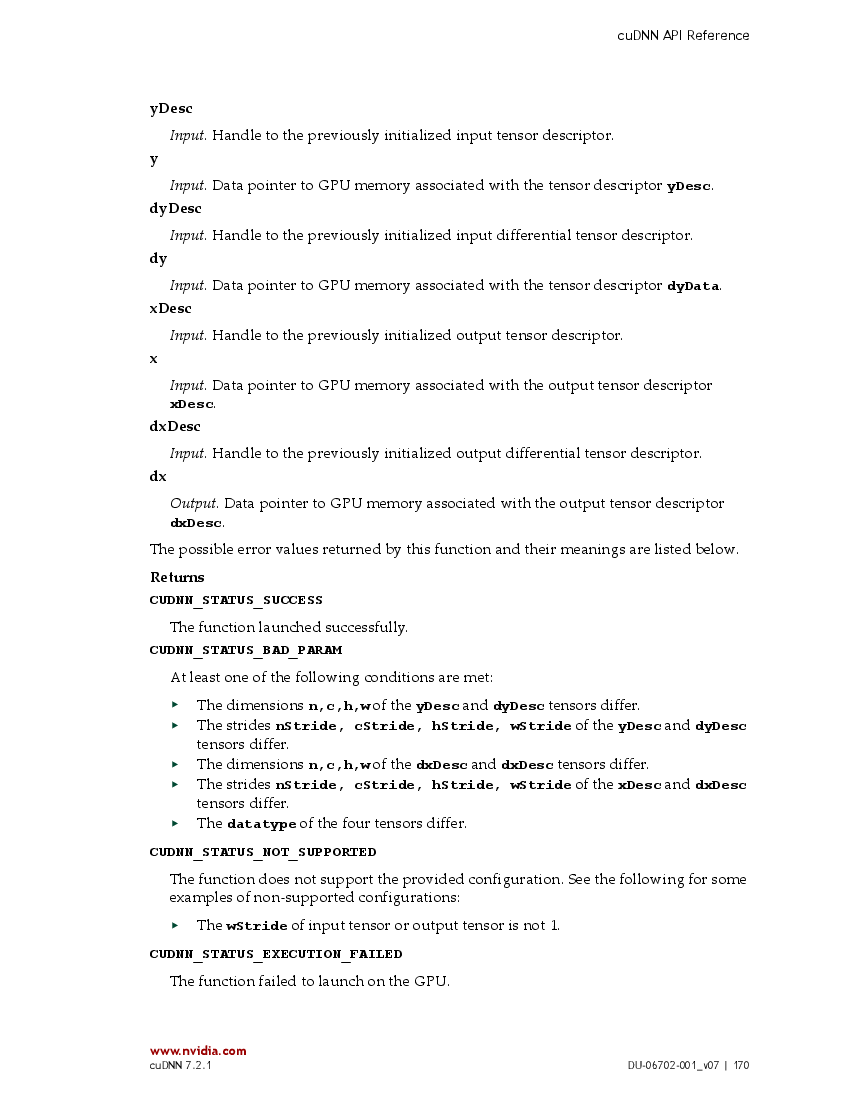 cuDNN API Reference
yDesc
Input. Handle to the previously initialized input tensor descriptor.
y
Input. Data pointer to GPU memory associated with the tensor descriptor yDesc.
dyDesc
Input. Handle to the previously initialized input differential tensor descriptor.
dy
Input. Data pointer to GPU memory associated with the tensor descriptor dyData.
xDesc
Input. Handle to the previously initialized output tensor descriptor.
x
Input. Data pointer to GPU memory associated with the output tensor descriptor
xDesc.
dxDesc
Input. Handle to the previously initialized output differential tensor descriptor.
dx
Output. Data pointer to GPU memory associated with the output tensor descriptor
dxDesc.
The possible error values returned by this function and their meanings are listed below.
Returns
CUDNN_STATUS_SUCCESS
The function launched successfully.
CUDNN_STATUS_BAD_PARAM
At least one of the following conditions are met:
‣ The dimensions n,c,h,w of the yDesc and dyDesc tensors differ.
‣ The strides nStride, cStride, hStride, wStride of the yDesc and dyDesc
tensors differ.
‣ The dimensions n,c,h,w of the dxDesc and dxDesc tensors differ.
‣ The strides nStride, cStride, hStride, wStride of the xDesc and dxDesc
tensors differ.
‣ The datatype of the four tensors differ.
CUDNN_STATUS_NOT_SUPPORTED
The function does not support the provided configuration. See the following for some
examples of non-supported configurations:
‣ The wStride of input tensor or output tensor is not 1.
CUDNN_STATUS_EXECUTION_FAILED
The function failed to launch on the GPU.
www.nvidia.com
cuDNN 7.2.1
DU-06702-001_v07 | 170